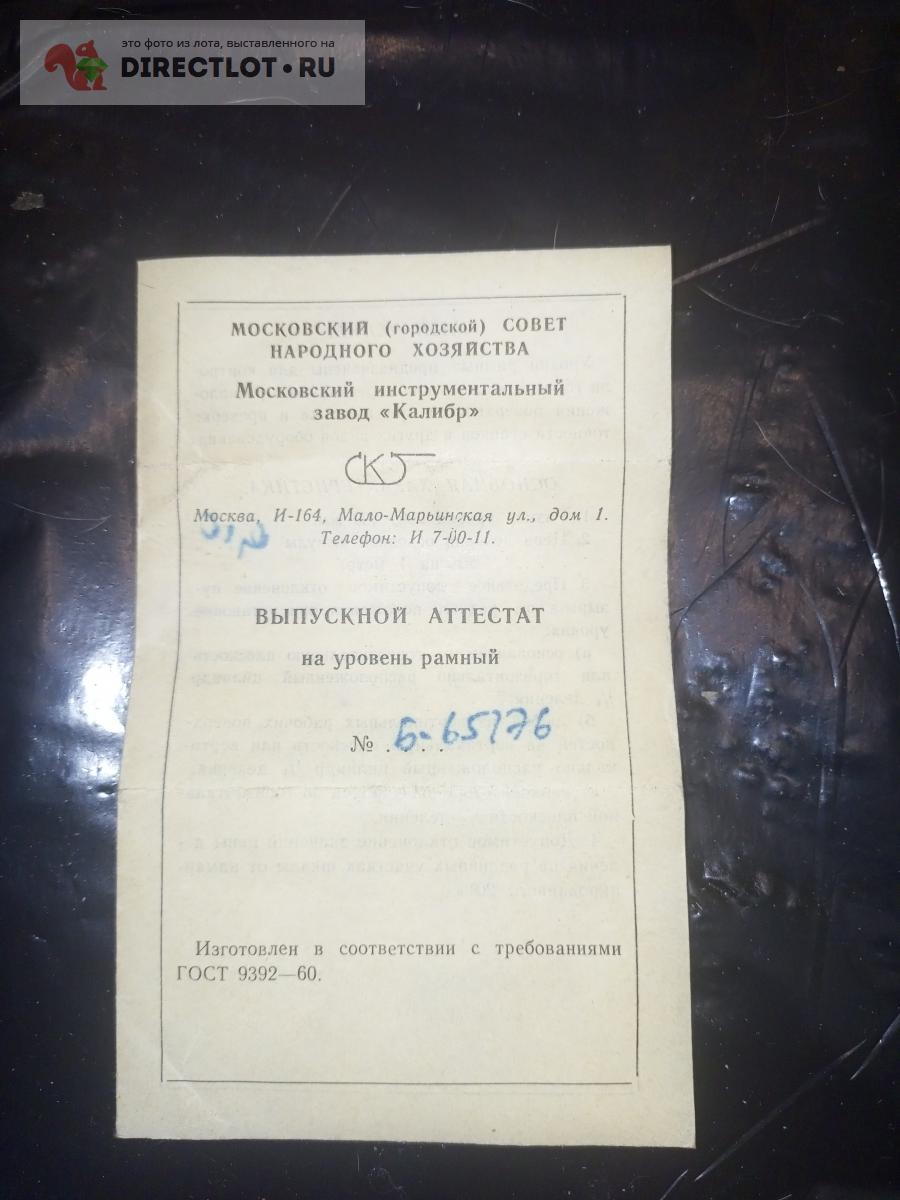 это фото из лота, выставленного на
DIRECTLOT.RU
МОСКОВСКИЙ (городской) СОВЕТ
НАРОДНОГО ХОЗЯЙСТВА
Московский инструментальный
завод «Калибр»
Москва, И-164, Мало-Марьинская ул., дом 1.
Телефон: И 7-00-11.
ВЫПУСКНОЙ АТТЕСТАТ
на уровень рамный
№ Б-65176
Изготовлен в соответствии с требованиями
ГОСТ 9392—60.